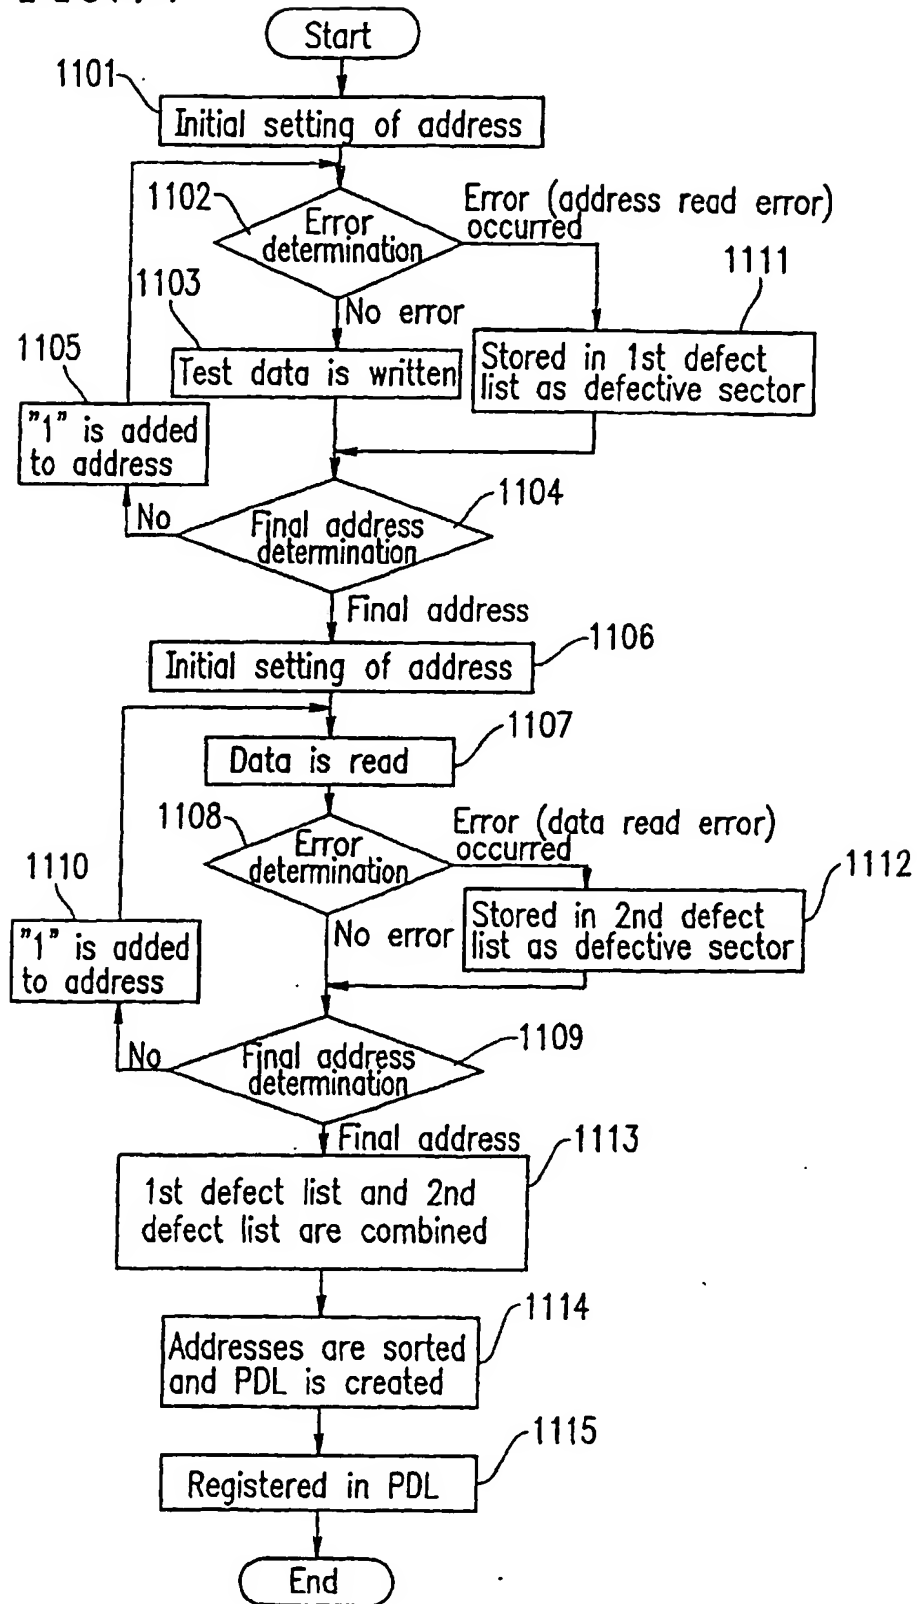 Start
1101
Initial setting of address
1102
Error
determination
Error (address read error)
occurred
1111
1103
No error
Stored in 1st defect
list as defective sector
1105
Test data is written
"1" is added
to address
1104
No
Final address
determination
Final address
1106
Initial setting of address
1107
Data is read
1108
Error
determination
Error (data read error)
occurred
1112
1110
Stored in 2nd defect
list as defective sector
No error
"1" is added
to address
1109
No
Final address
determination
Final address
1113
1st defect list and 2nd
defect list are combined
1114
Addresses are sorted
and PDL is created
1115
Registered in PDL
End